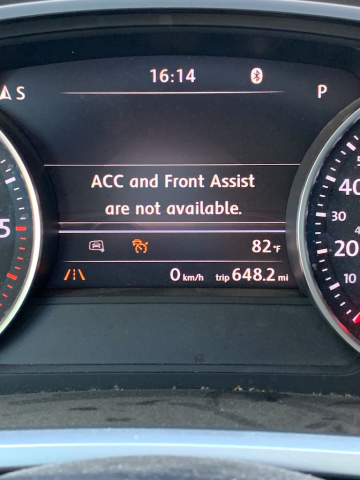 16:14
S P
ACC and Front Assist
are not available.
82°F
0 km/h trip 648.2 mi
5
40
30
20
10